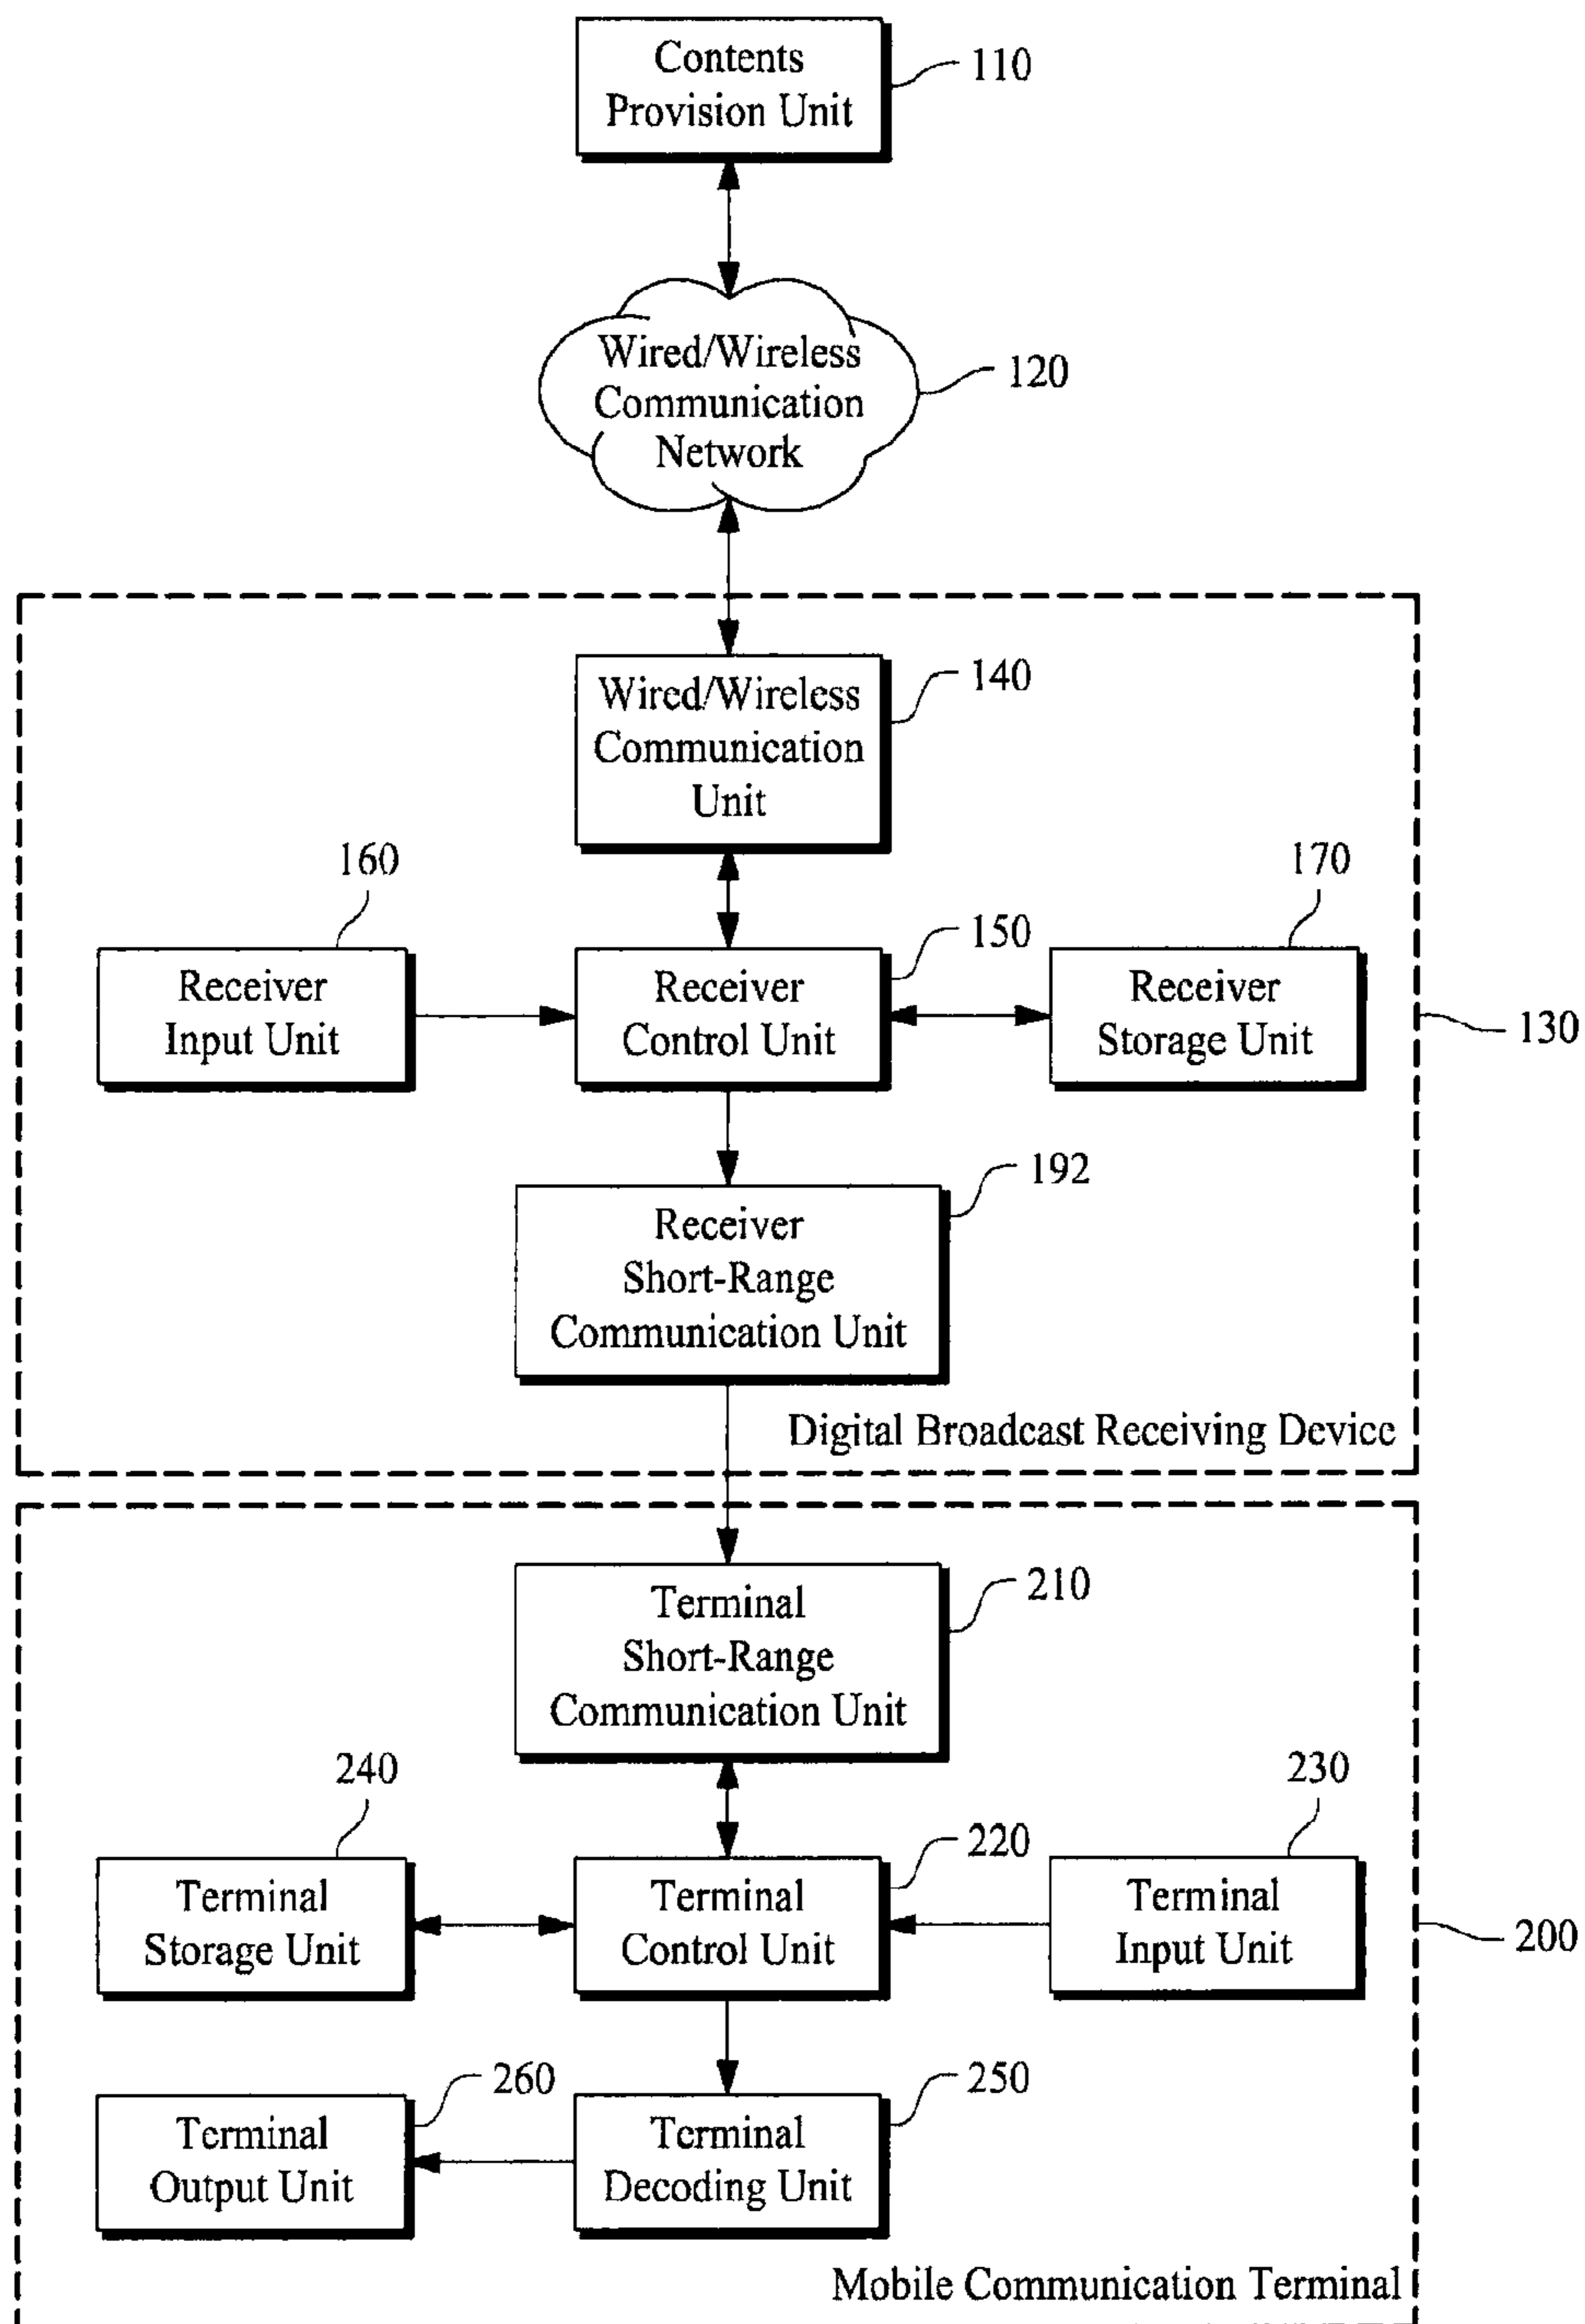 Contents
Provision Unit
110
Wired/Wireless
Communication
Network
120
Wired/Wireless
Communication
Unit
140
160
170
Receiver
Input Unit
Receiver
Control Unit
150
Receiver
Storage Unit
130
Receiver
Short-Range
Communication Unit
192
Digital Broadcast Receiving Device
Terminal
Short-Range
Communication Unit
210
240
230
Terminal
Storage Unit
Terminal
Control Unit
220
Terminal
Input Unit
200
Terminal
Output Unit
260
Terminal
Decoding Unit
250
Mobile Communication Terminal